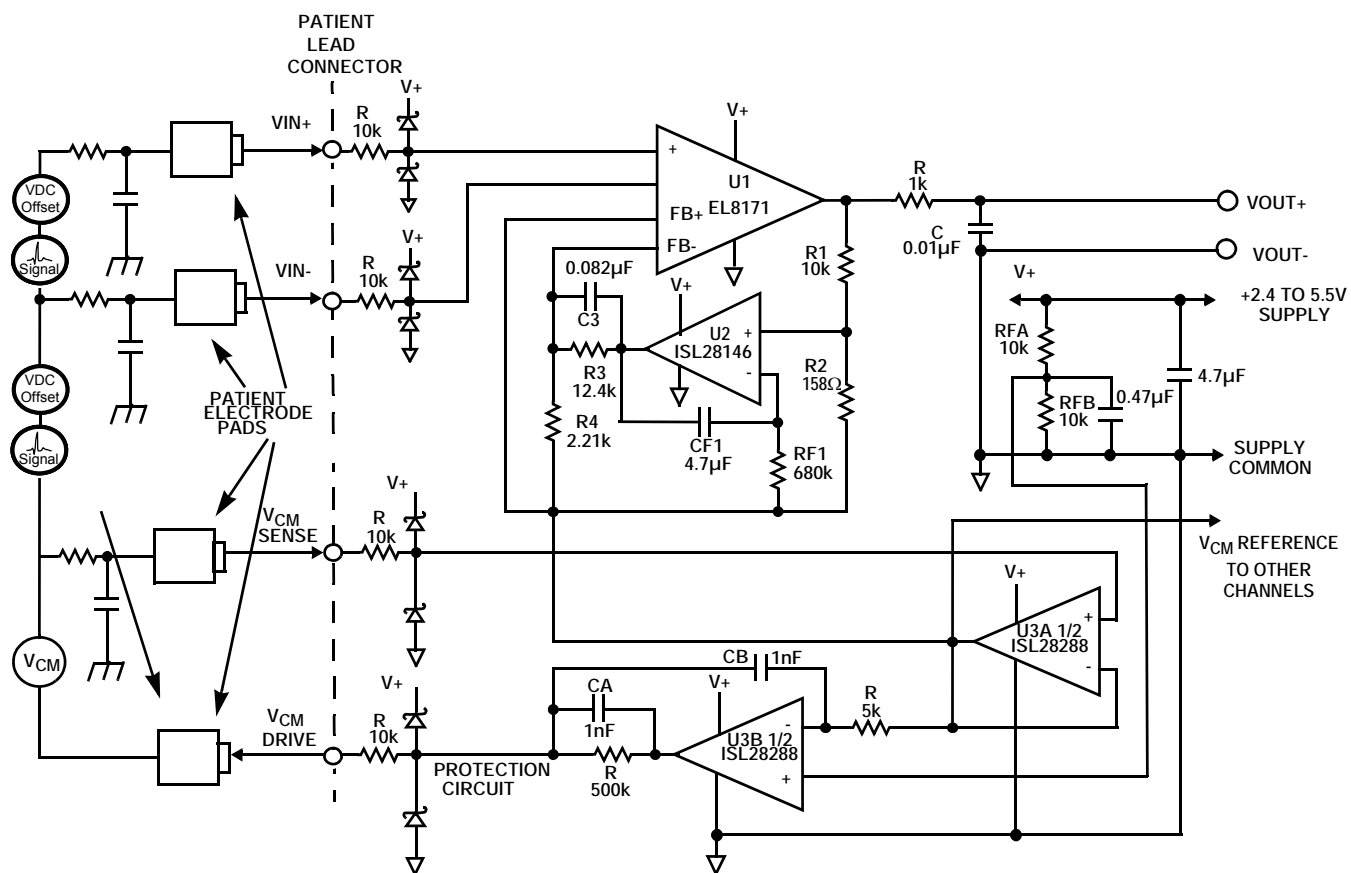 PATIENT
LEAD
CONNECTOR
VIN+
R
10k
V+
VDC
Offset
Signal
VIN-
R
10k
V+
V+
+
U1
EL8171
FB+
FB-
R
1k
C
0.01µF
VOUT+
VOUT-
0.082µF
C3
R3
12.4k
R4
2.21k
V+
U2
ISL28146
+
-
CF1
4.7µF
R1
10k
R2
158Ω
RF1
680k
V+
+2.4 TO 5.5V
SUPPLY
RFA
10k
RFB
10k
0.47µF
4.7µF
SUPPLY
COMMON
VDC
Offset
Signal
PATIENT
ELECTRODE
PADS
VCM
SENSE
R
10k
V+
VCM REFERENCE
TO OTHER
CHANNELS
V+
U3A 1/2
ISL28288
+
-
VCM
VCM
DRIVE
R
10k
V+
PROTECTION
CIRCUIT
CB
1nF
CA
1nF
R
500k
V+
U3B 1/2
ISL28288
-
+
R
5k